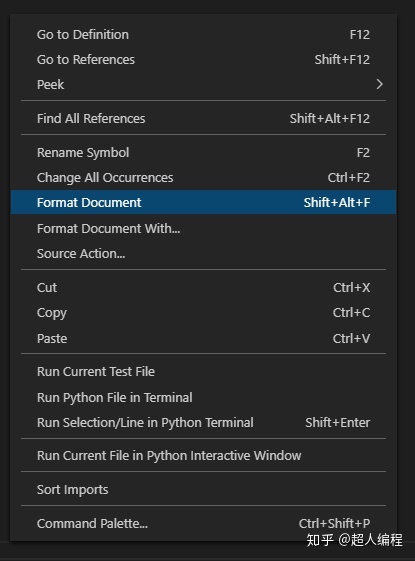 Go to Definition F12
Go to References Shift+F12
Peek
Find All References Shift+Alt+F12
Rename Symbol F2
Change All Occurrences Ctrl+F2
Format Document Shift+Alt+F
Format Document With...
Source Action...
Cut Ctrl+X
Copy Ctrl+C
Paste Ctrl+V
Run Current Test File
Run Python File in Terminal
Run Selection/Line in Python Terminal Shift+Enter
Run Current File in Python Interactive Window
Sort Imports
Command Palette... Ctrl+Shift+P
知乎 @超人编程